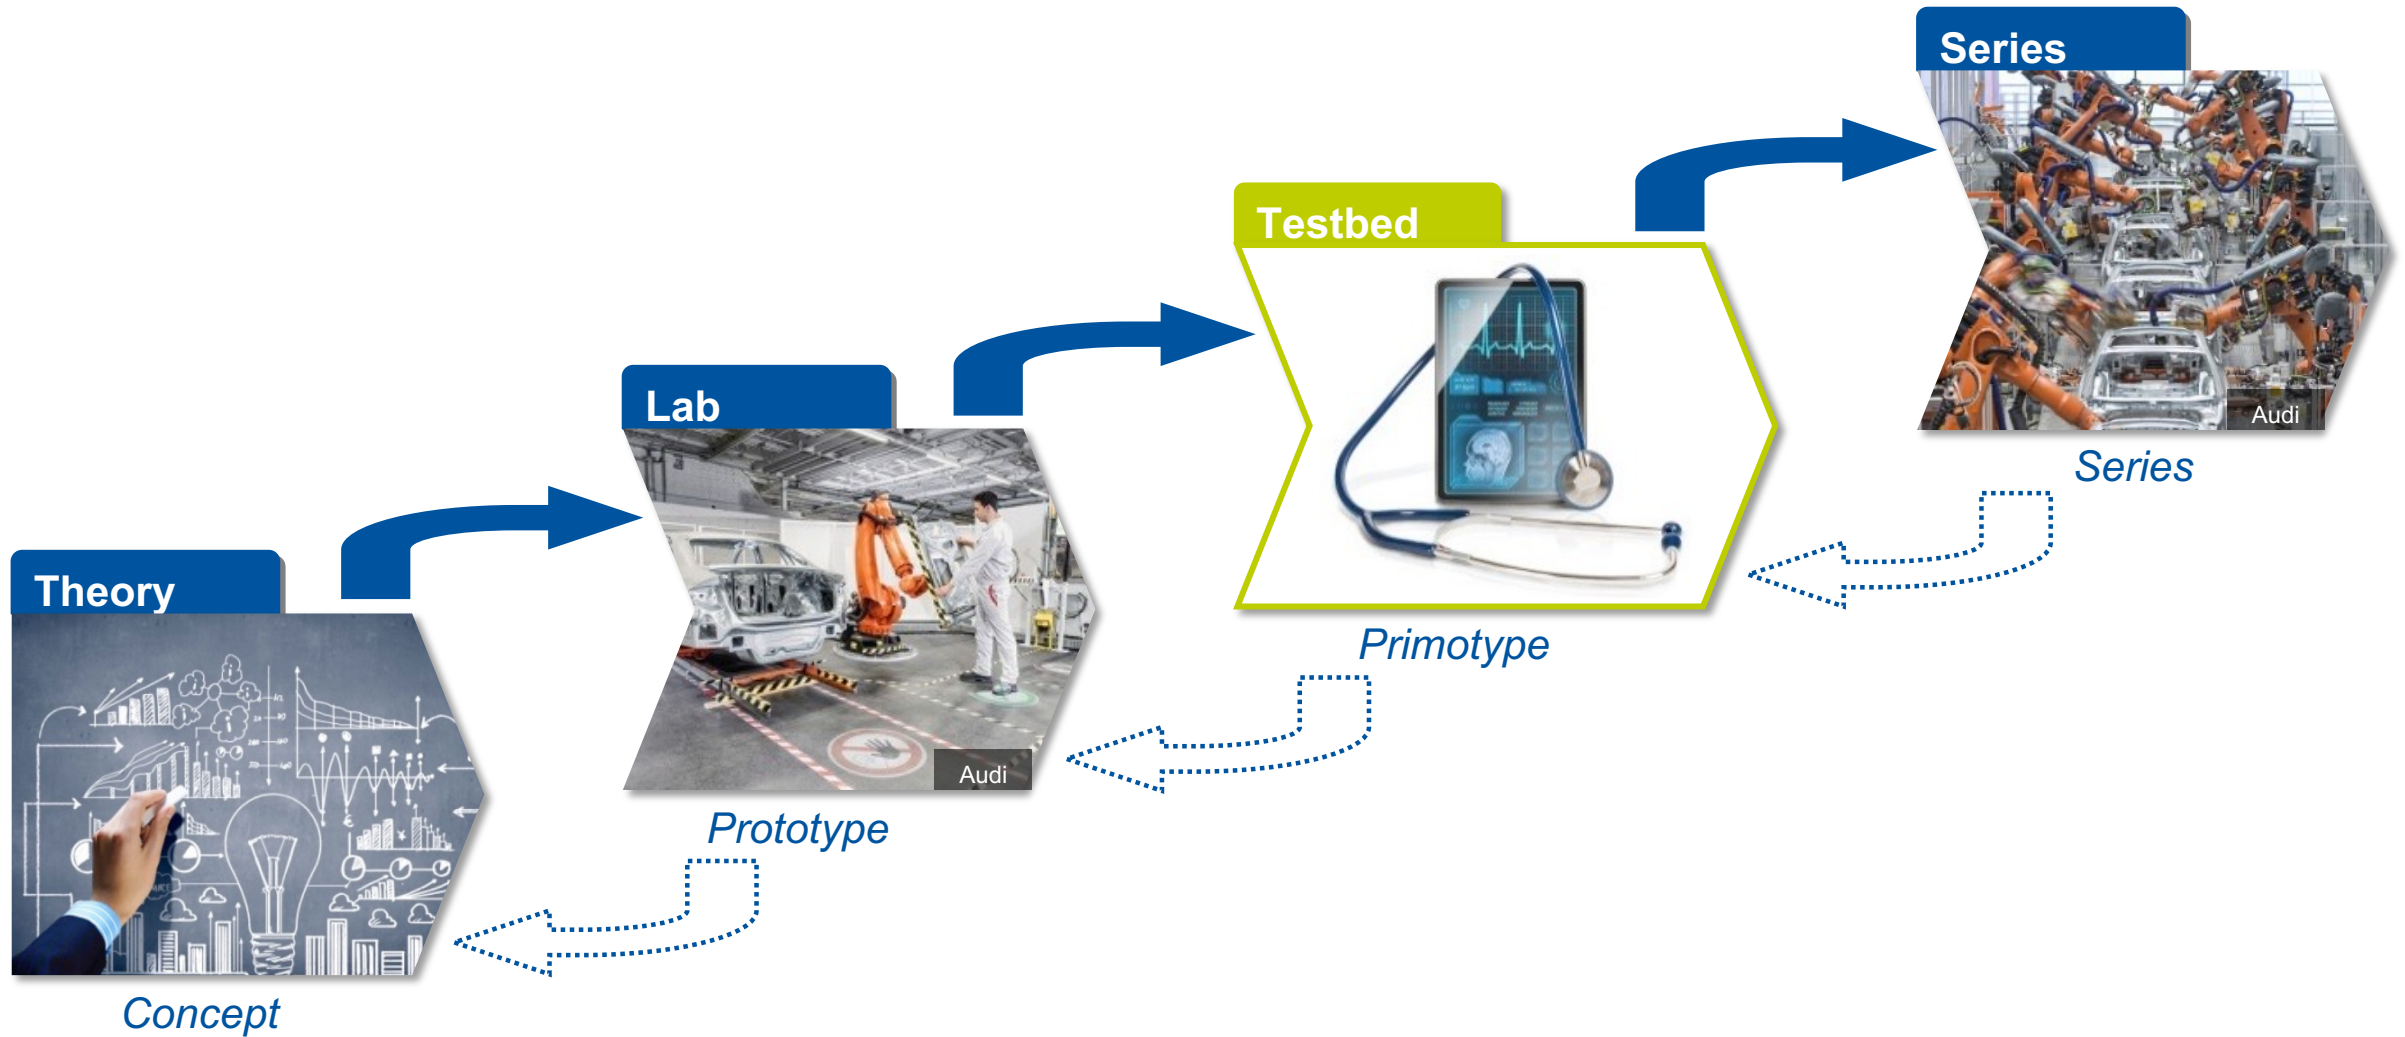 Series
Audi
Series
Testbed
Primotype
Lab
Audi
Prototype
Theory
Concept